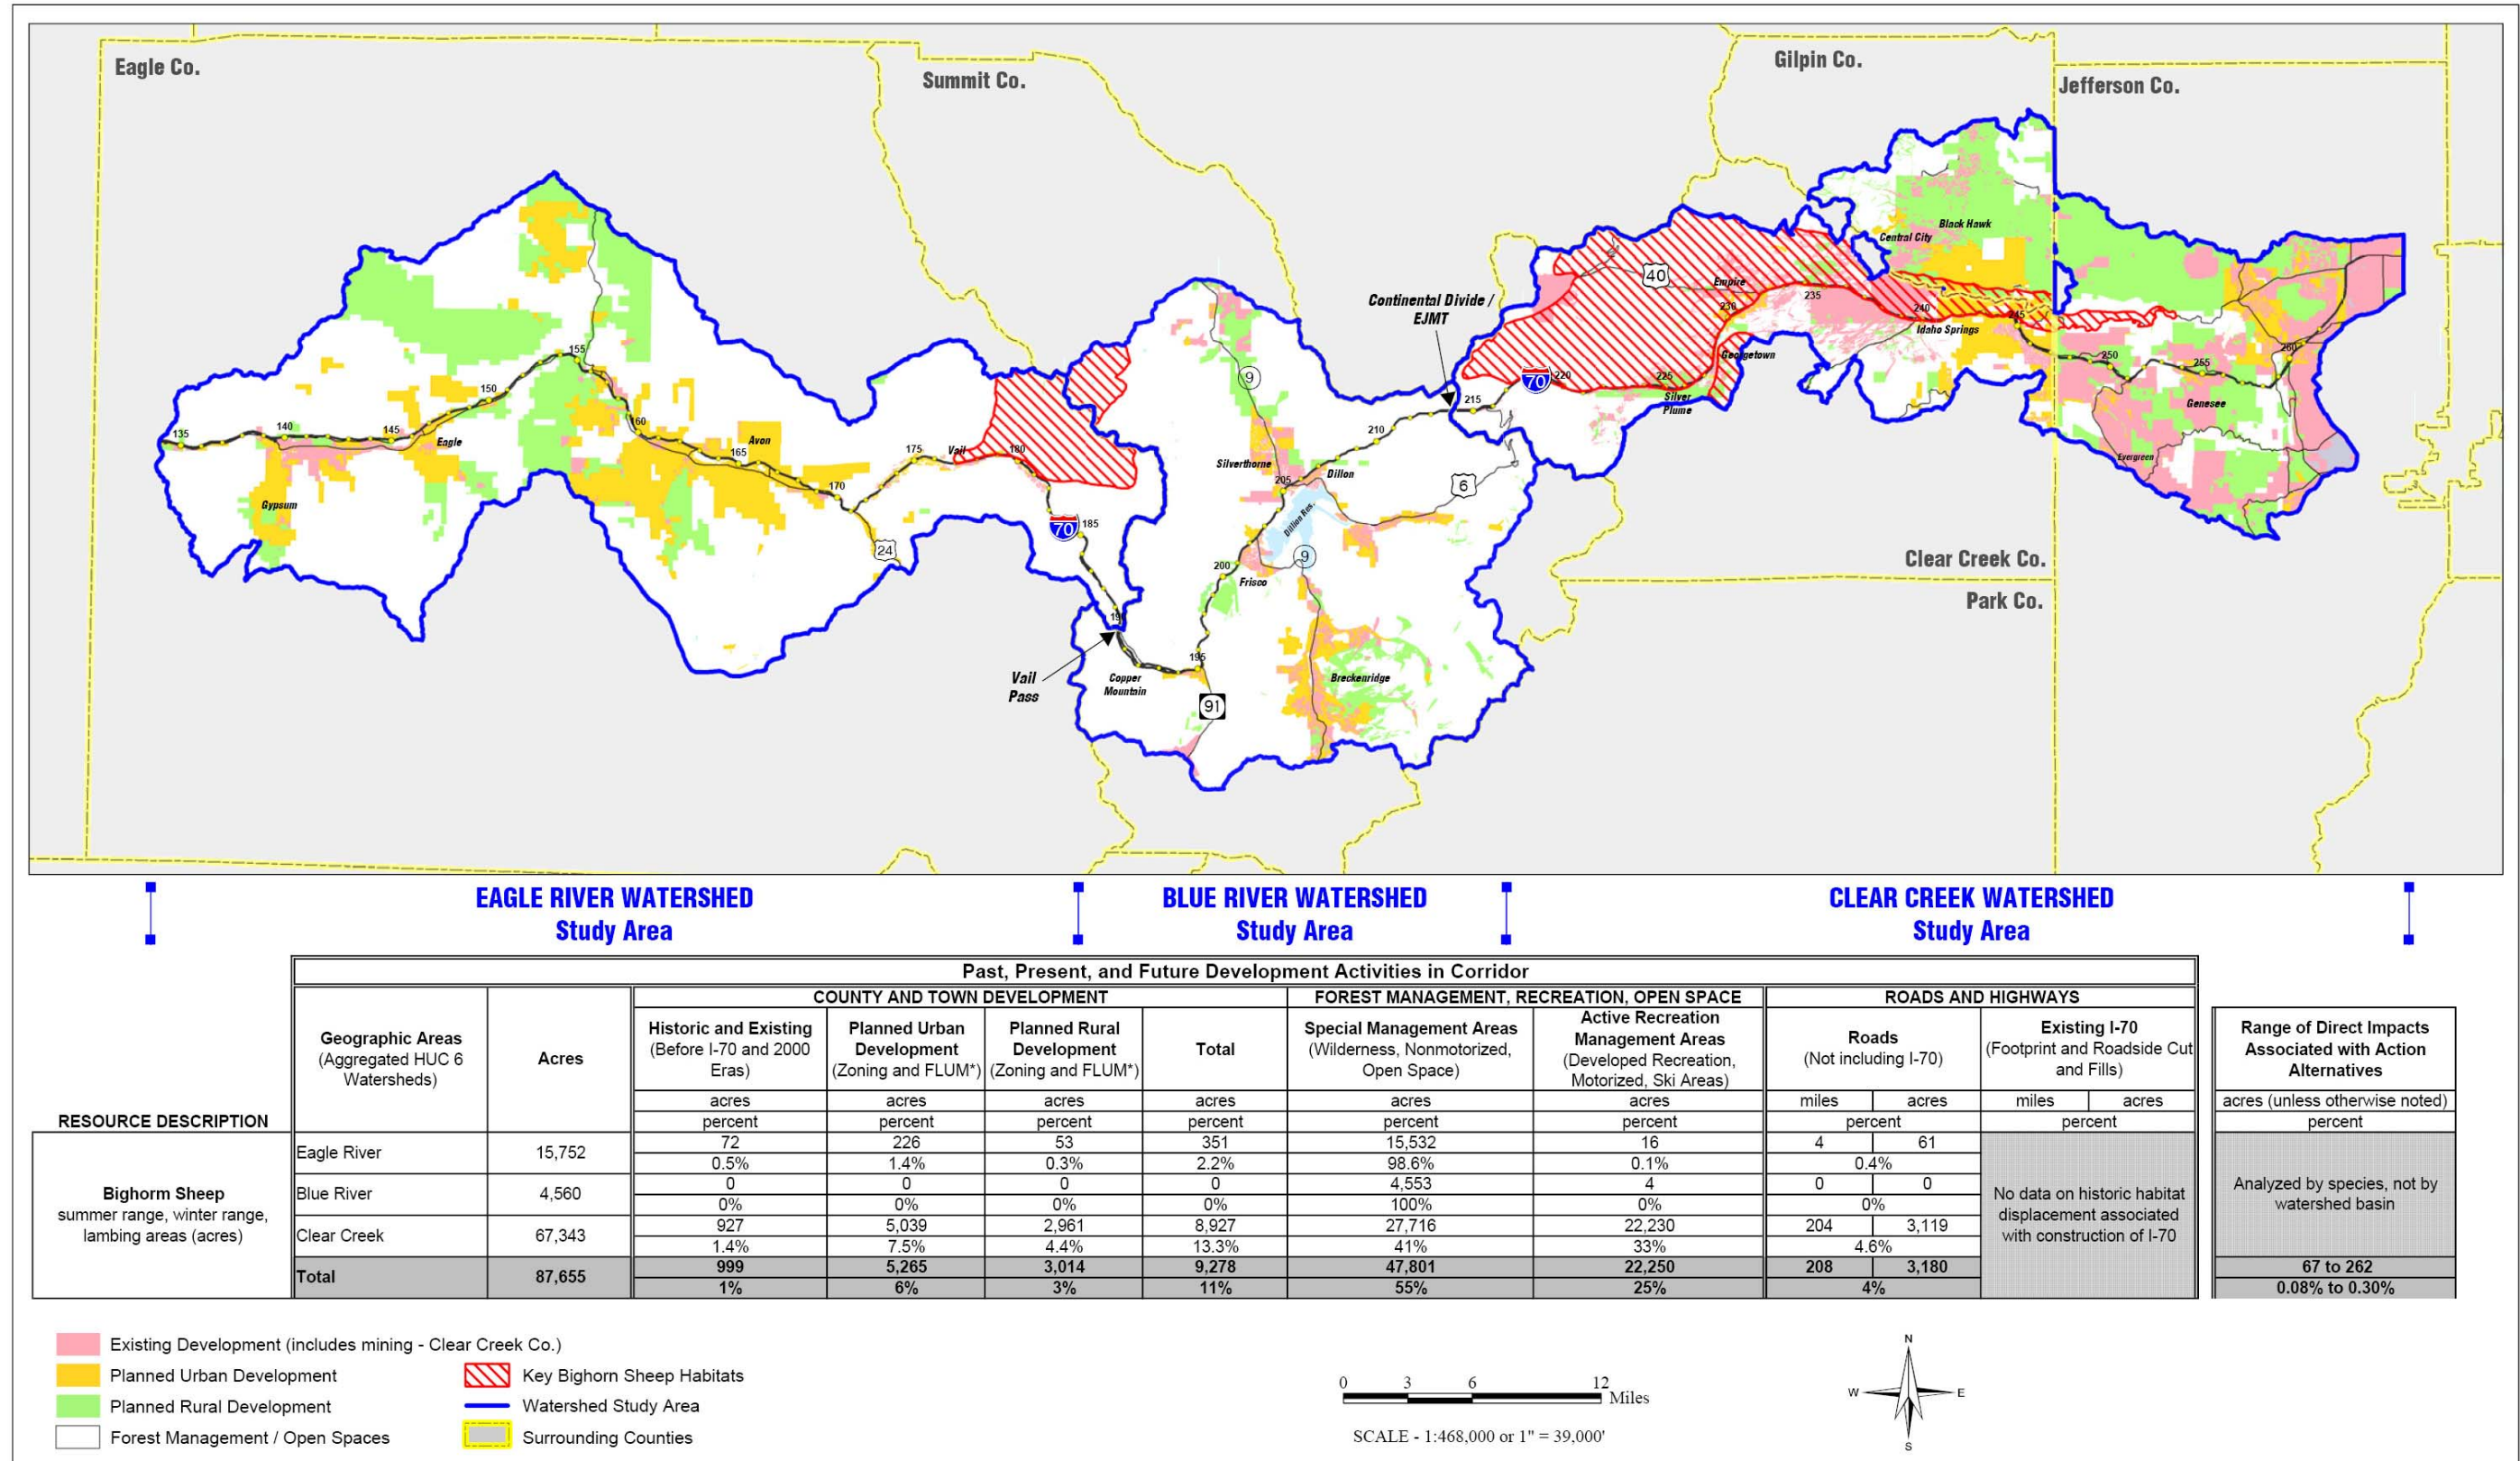 Eagle Co.
Summit Co.
Gilpin Co.
Jefferson Co.
Clear Creek Co.
Park Co.
Continental Divide /
EJMT
Vail
Pass
135
140
145
150
155
160
165
170
175
180
185
195
200
205
210
215
220
225
230
235
240
245
250
255
260
Gypsum
Eagle
Avon
Vail
Copper
Mountain
Frisco
Silverthorne
Dillon
Dillion Res.
Breckenridge
Silver
Plume
Georgetown
Empire
Idaho Springs
Central City
Black Hawk
Genesee
Evergreen
24
70
91
9
9
6
70
40
EAGLE RIVER WATERSHED
Study Area
BLUE RIVER WATERSHED
Study Area
CLEAR CREEK WATERSHED
Study Area
Past, Present, and Future Development Activities in Corridor
COUNTY AND TOWN DEVELOPMENT
FOREST MANAGEMENT, RECREATION, OPEN SPACE
ROADS AND HIGHWAYS
RESOURCE DESCRIPTION
Geographic Areas
(Aggregated HUC 6
Watersheds)
Acres
Historic and Existing
(Before I-70 and 2000
Eras)
Planned Urban
Development
(Zoning and FLUM*)
Planned Rural
Development
(Zoning and FLUM*)
Total
Special Management Areas
(Wilderness, Nonmotorized,
Open Space)
Active Recreation
Management Areas
(Developed Recreation,
Motorized, Ski Areas)
Roads
(Not including I-70)
Existing I-70
(Footprint and Roadside Cut
and Fills)
Range of Direct Impacts
Associated with Action
Alternatives
acres acres acres acres acres acres miles acres miles acres acres (unless otherwise noted)
percent percent percent percent percent percent percent percent percent
Bighorm Sheep
summer range, winter range,
lambing areas (acres)
Eagle River 15,752 72 226 53 351 15,532 16 4 61
0.5% 1.4% 0.3% 2.2% 98.6% 0.1% 0.4%
Blue River 4,560 0 0 0 0 4,553 4 0 0
0% 0% 0% 0% 100% 0% 0%
Clear Creek 67,343 927 5,039 2,961 8,927 27,716 22,230 204 3,119
1.4% 7.5% 4.4% 13.3% 41% 33% 4.6%
Total 87,655 999 5,265 3,014 9,278 47,801 22,250 208 3,180 67 to 262
1% 6% 3% 11% 55% 25% 4% 0.08% to 0.30%
No data on historic habitat
displacement associated
with construction of I-70
Analyzed by species, not by
watershed basin
Existing Development (includes mining - Clear Creek Co.)
Planned Urban Development
Planned Rural Development
Forest Management / Open Spaces
Key Bighorn Sheep Habitats
Watershed Study Area
Surrounding Counties
0 3 6 12
Miles
SCALE - 1:468,000 or 1" = 39,000'
N
W E
S